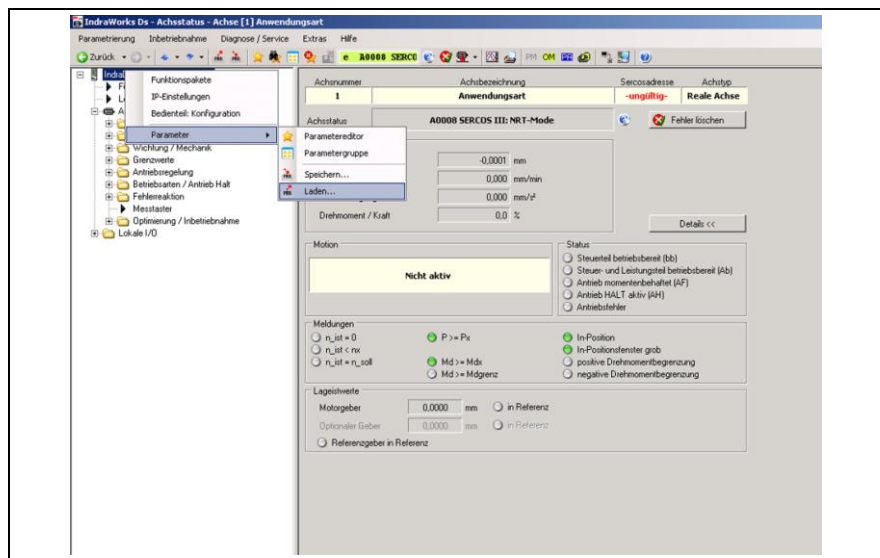 IndraWorks Ds - Achsstatus - Achse [1] Anwendungsart
Parametrierung Inbetriebnahme Diagnose / Service Extras Hilfe
Zurück A0008 SERCO PM OM
Funktionspakete
IP-Einstellungen
Bedienteil: Konfiguration
Parameter
Parametereditor
Parametergruppe
Speichern...
Laden...
Wichtung / Mechanik
Grenzwerte
Antriebsregelung
Betriebsarten / Antrieb Halt
Fehlerreaktion
Messtaster
Optimierung / Inbetriebnahme
Lokale I/O
Achsnummer Achsbezeichnung Sercosadresse Achstyp
1 Anwendungsart -ungültig- Reale Achse
Achsstatus A0008 SERCOS III: NRT-Mode Fehler löschen
-0,0001 mm
0,000 mm/min
0,000 mm/s²
Drehmoment / Kraft 0,0 %
Details <<
Motion
Nicht aktiv
Status
Steuerteil betriebsbereit (bb)
Steuer- und Leistungsteil betriebsbereit (Ab)
Antrieb momentenbehaftet (AF)
Antrieb HALT aktiv (AH)
Antriebsfehler
Meldungen
n_ist = 0 P >= Px In-Position
n_ist < nx In-Positionsfenster grob
n_ist = n_soll Md >= Mdx positive Drehmomentbegrenzung
Md >= Mdgrenz negative Drehmomentbegrenzung
Lageistwerte
Motorgeber 0,0000 mm in Referenz
Optionaler Geber 0,0000 mm in Referenz
Referenzgeber in Referenz